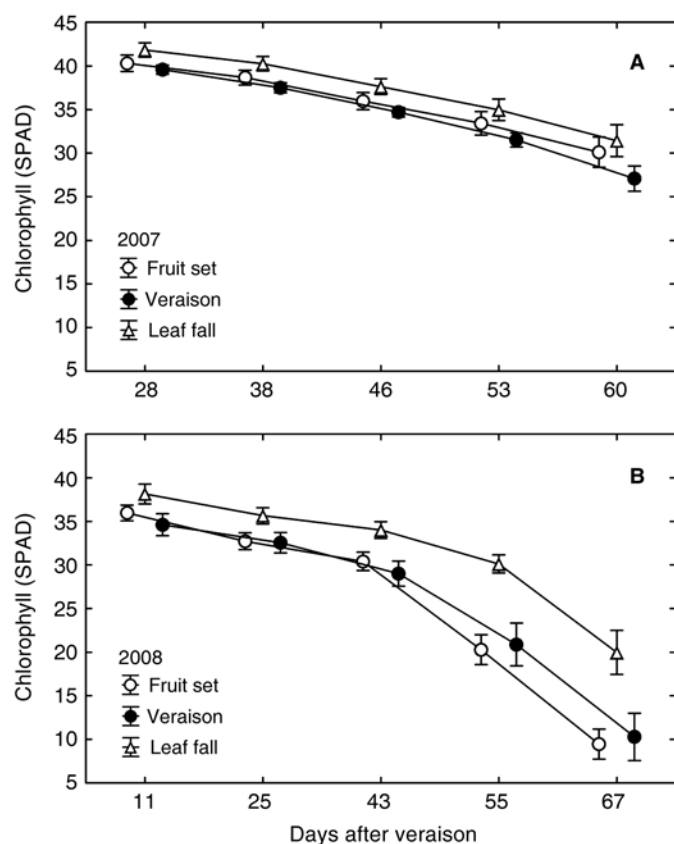 45
40
35
30
25
20
15
10
5
Chlorophyll (SPAD)
A
2007
Fruit set
Veraison
Leaf fall
28 38 46 53 60
45
40
35
30
25
20
15
10
5
Chlorophyll (SPAD)
B
2008
Fruit set
Veraison
Leaf fall
11 25 43 55 67
Days after veraison